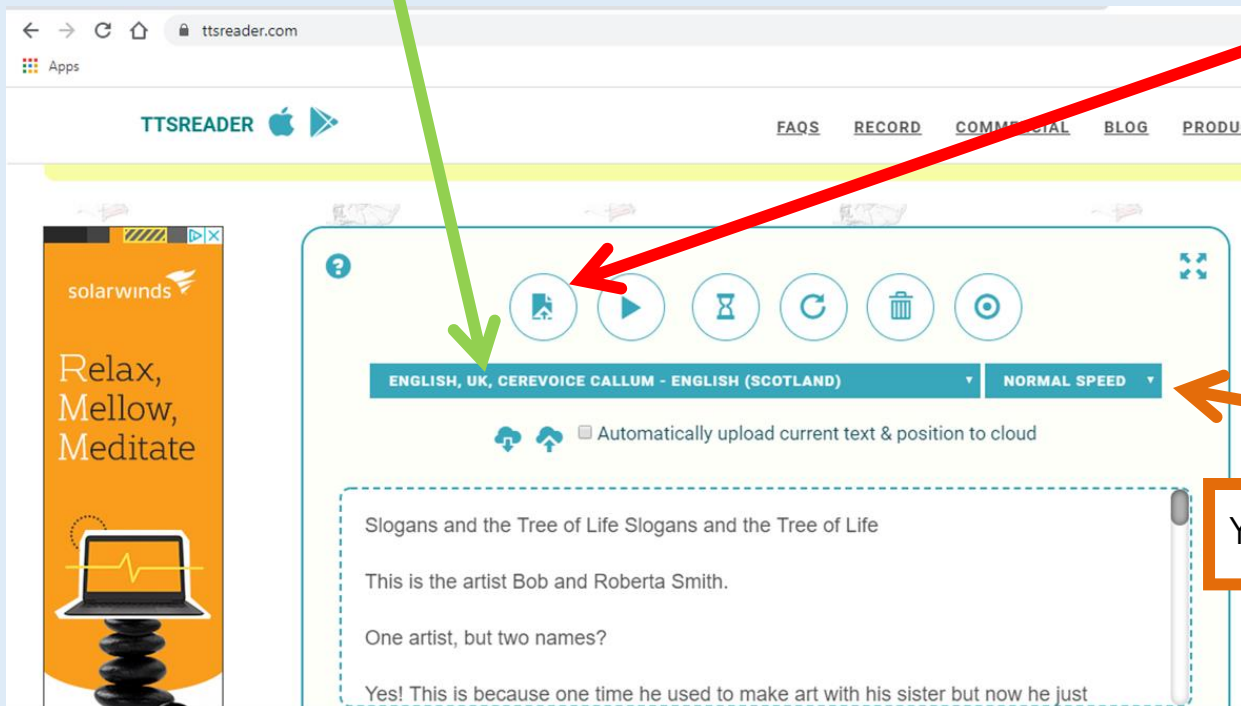 ttsreader.com
Apps
TTSREADER
FAQS RECORD COMMERCIAL BLOG
solarwinds
Relax,
Mellow,
Meditate
ENGLISH, UK, CEREVOICE CALLUM - ENGLISH (SCOTLAND) NORMAL SPEED
Automatically upload current text & position to cloud
Slogans and the Tree of Life Slogans and the Tree of Life
This is the artist Bob and Roberta Smith.
One artist, but two names?
Yes! This is because one time he used to make art with his sister but now he just